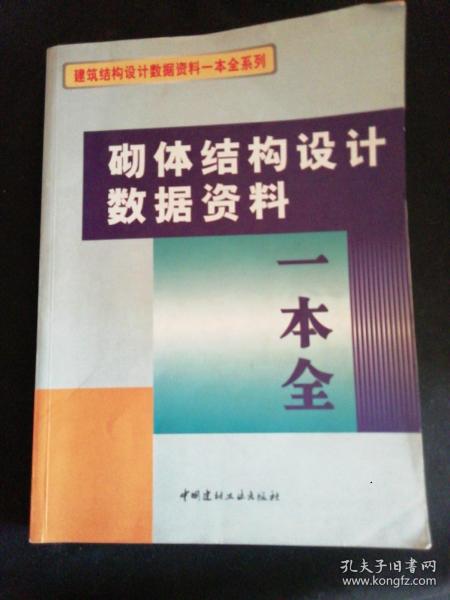 建筑结构设计数据资料一本全系列
砌体结构设计
数据资料
一本全
中国建材工业出版社
孔夫子旧书网
www.kongfz.com